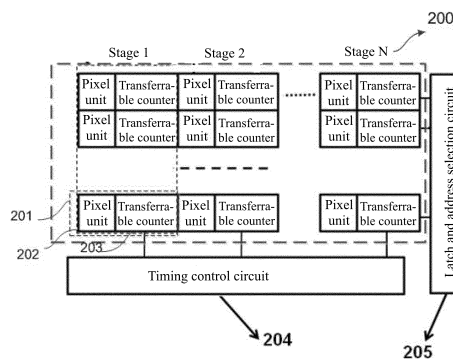 200
Stage 1 Stage 2 Stage N
Pixel Transferra- Pixel Transferra- Pixel Transferra-
unit ble counter unit ble counter unit ble counter
Pixel Transferra- Pixel Transferra- Pixel Transferra-
unit ble counter unit ble counter unit ble counter
Pixel Transferra- Pixel Transferra- Pixel Transferra-
unit ble counter unit ble counter unit ble counter
201
202
203
Timing control circuit
Latch and address selection circuit
204
205